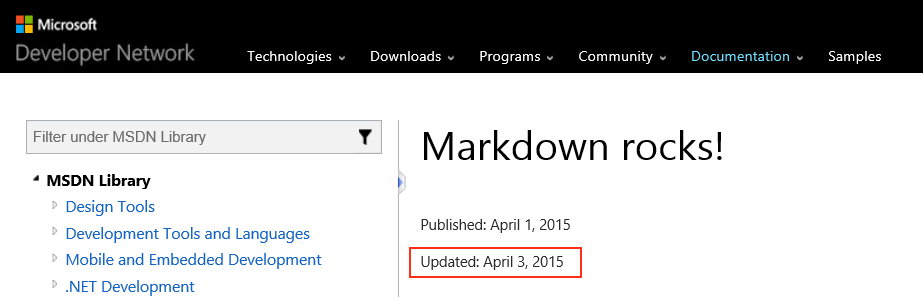 Microsoft
Developer Network
Technologies
Downloads
Programs
Community
Documentation
Samples
Filter under MSDN Library
MSDN Library
Design Tools
Development Tools and Languages
Mobile and Embedded Development
.NET Development
Markdown rocks!
Published: April 1, 2015
Updated: April 3, 2015